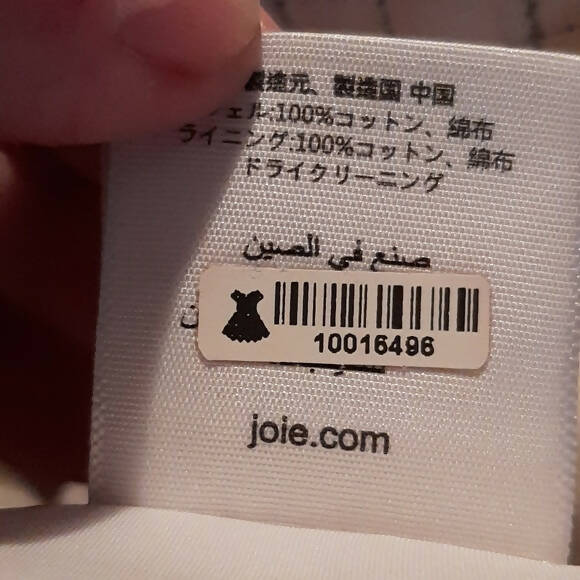 製造元、製造国 中国
シェル:100%コットン、綿布
ライニング:100%コットン、綿布
ドライクリーニング
صنع في الصين
10016496
joie.com